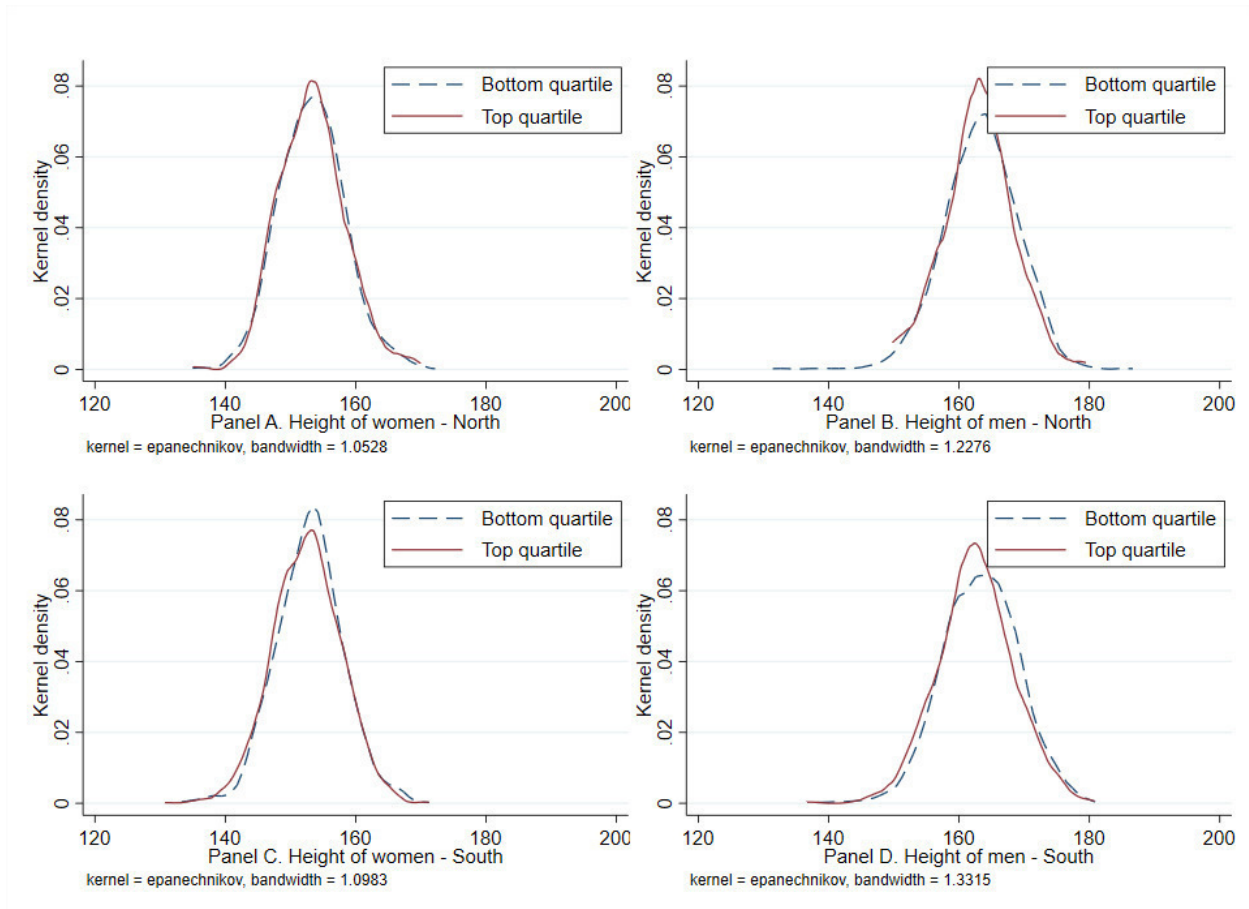 Bottom quartile
Top quartile
Kernel density
0 .02 .04 .06 .08
120 140 160 180 200
Panel A. Height of women - North
kernel = epanechnikov, bandwidth = 1.0528
Bottom quartile
Top quartile
Kernel density
0 .02 .04 .06 .08
120 140 160 180 200
Panel B. Height of men - North
kernel = epanechnikov, bandwidth = 1.2276
Bottom quartile
Top quartile
Kernel density
0 .02 .04 .06 .08
120 140 160 180 200
Panel C. Height of women - South
kernel = epanechnikov, bandwidth = 1.0983
Bottom quartile
Top quartile
Kernel density
0 .02 .04 .06 .08
120 140 160 180 200
Panel D. Height of men - South
kernel = epanechnikov, bandwidth = 1.3315